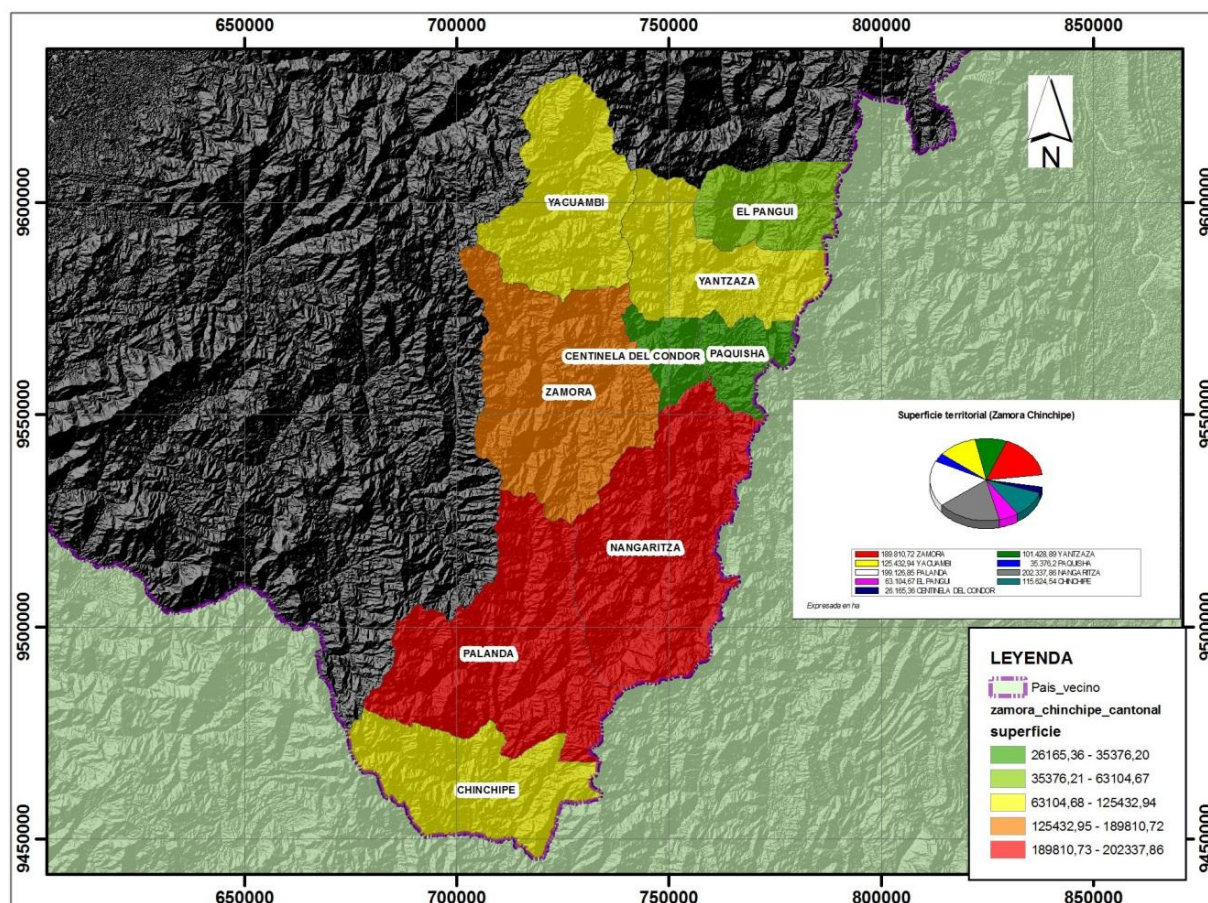 650000 700000 750000 800000 850000
9600000 9600000
9550000 9550000
9500000 9500000
9450000 9450000
N
YACUAMBI
EL PANGUI
YANTZAZA
CENTINELA DEL CONDOR
PAQUISHA
ZAMORA
NANGARITZA
PALANDA
CHINCHIPE
Superficie territorial (Zamora Chinchipe)
189.810,72 ZAMORA 101.428,89 YANTZAZA
125.432,94 YACUAMBI 35.376,2 PAQUISHA
199.126,85 PALANDA 202.337,86 NANGARITZA
63.104,67 EL PANGUI 115.624,54 CHINCHIPE
26.165,36 CENTINELA DEL CONDOR
Expresada en ha
LEYENDA
Pais_vecino
zamora_chinchipe_cantonal
superficie
26165,36 - 35376,20
35376,21 - 63104,67
63104,68 - 125432,94
125432,95 - 189810,72
189810,73 - 202337,86
650000 700000 750000 800000 850000